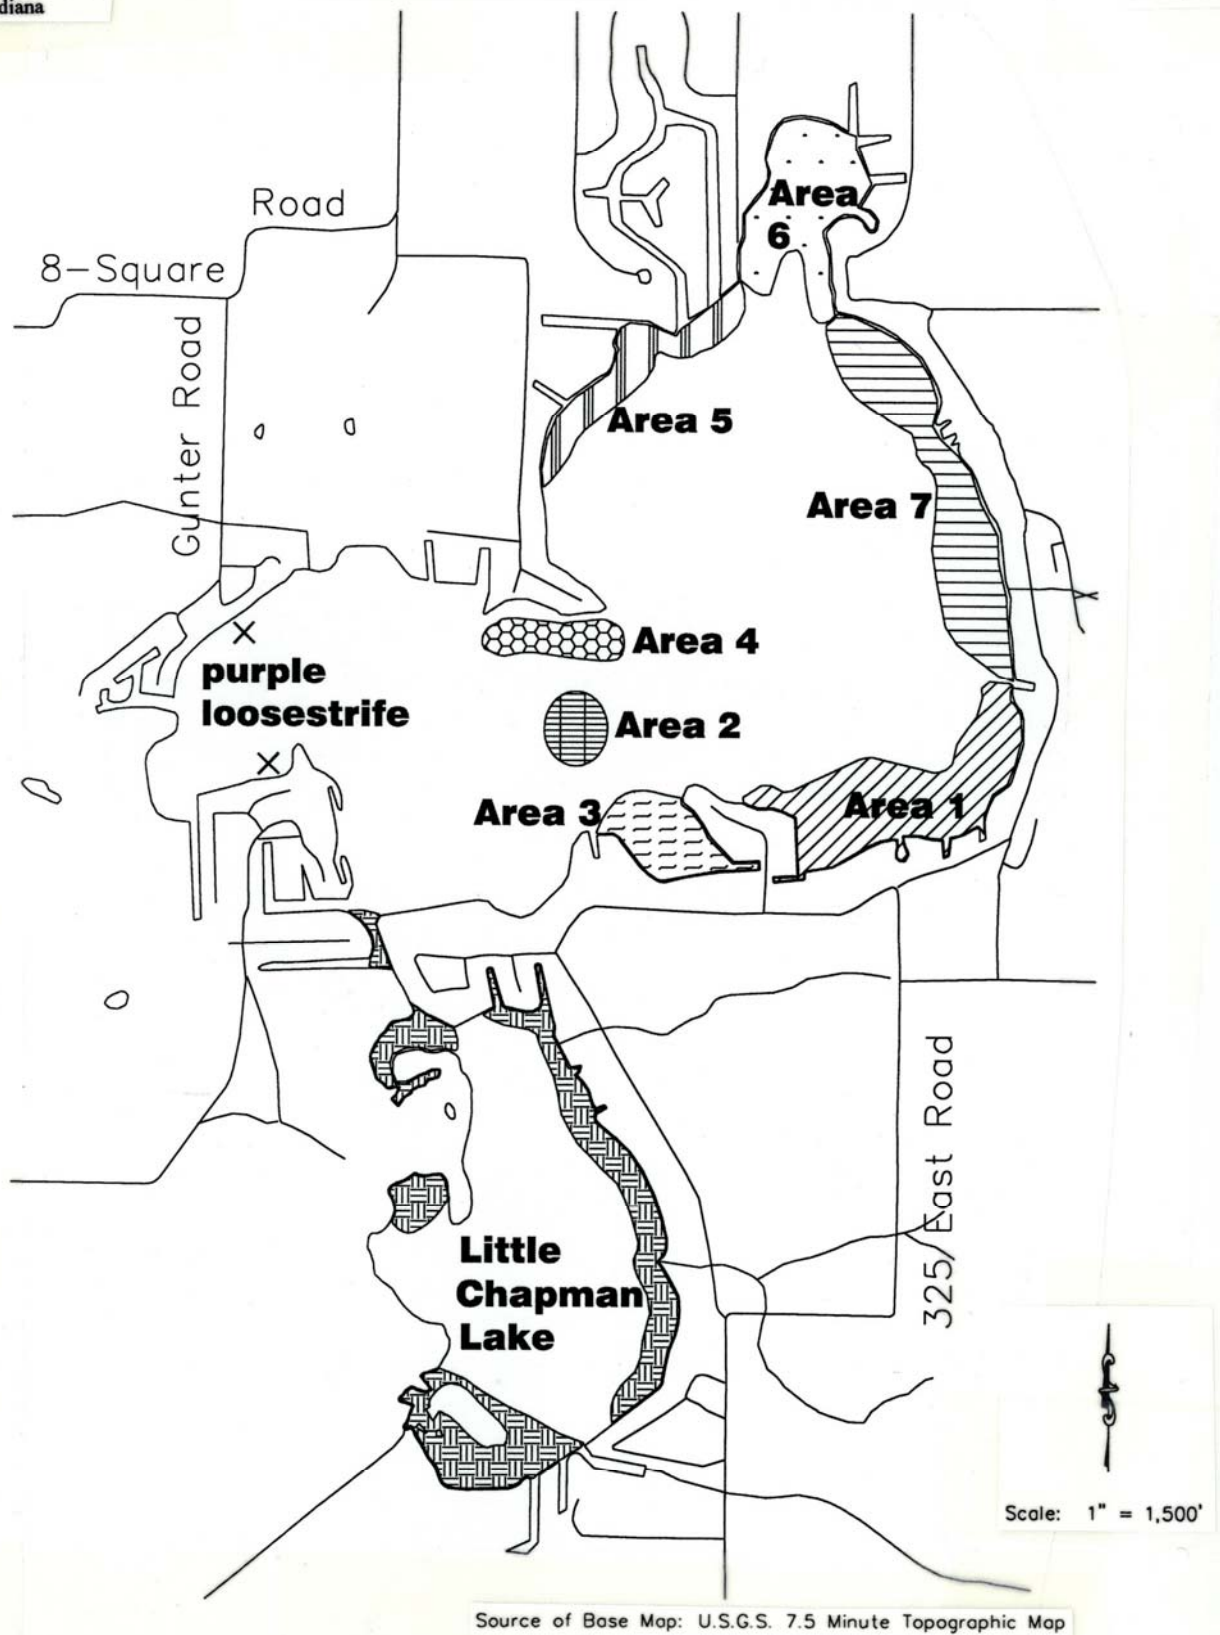 diana
Road
8-Square
Gunter Road
Area
6
Area 5
Area 7
Area 4
purple
loosestrife
Area 2
Area 3
Area 1
325/East Road
Little
Chapman
Lake
Scale: 1" = 1,500'
Source of Base Map: U.S.G.S. 7.5 Minute Topographic Map